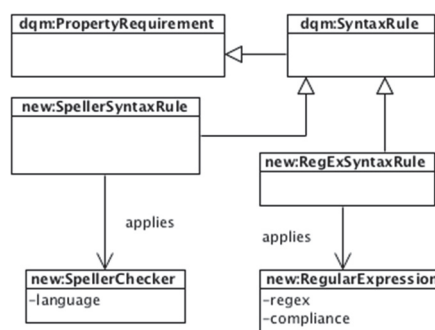 dqm:PropertyRequirement
dqm:SyntaxRule
new:SpellerSyntaxRule
new:RegExSyntaxRule
applies
applies
new:SpellerChecker
-language
new:RegularExpression
-regex
-compliance